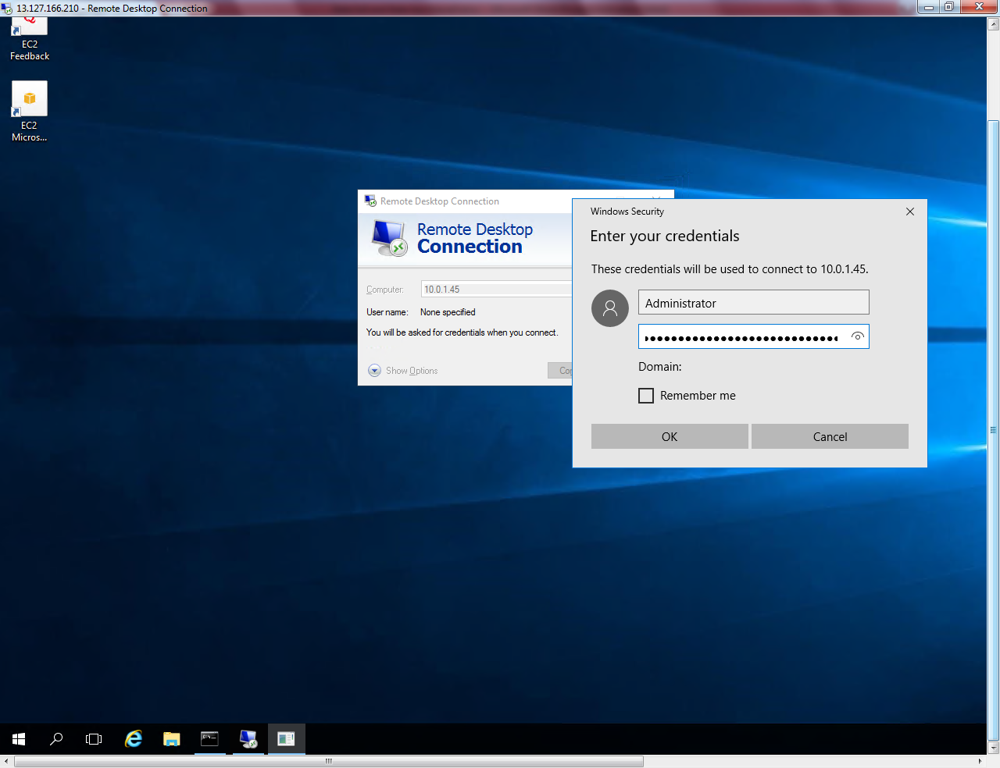 13.127.166.210 - Remote Desktop Connection
EC2
Feedback
EC2
Micros...
Remote Desktop Connection
Remote Desktop
Connection
Computer:
10.0.1.45
User name: None specified
You will be asked for credentials when you connect.
Show Options
Windows Security
Enter your credentials
These credentials will be used to connect to 10.0.1.45.
Administrator
Domain:
Remember me
OK
Cancel